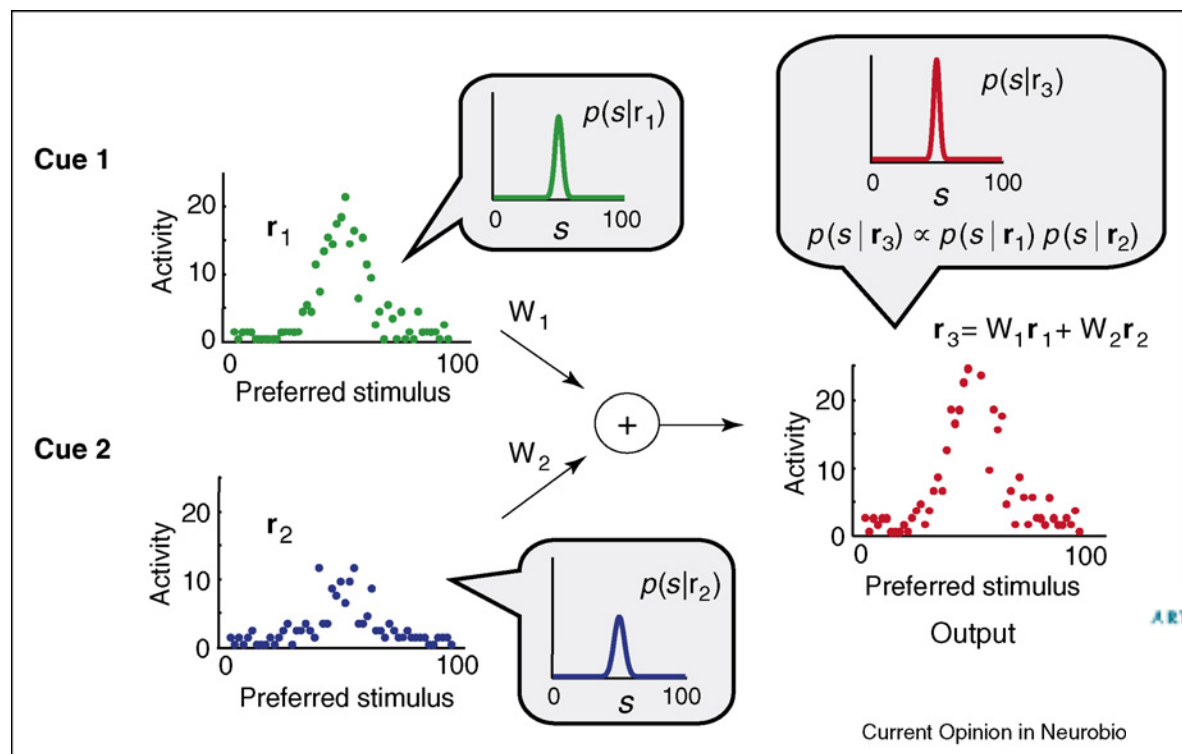 Cue 1
20
10
0
Activity
r1
0
100
Preferred stimulus
p(s|r1)
0
100
s
W1
Cue 2
20
10
0
Activity
r2
0
100
Preferred stimulus
p(s|r2)
0
100
s
W2
+
p(s|r3)
0
100
s
p(s | r3) ∝ p(s | r1) p(s | r2)
r3 = W1r1 + W2r2
20
10
0
Activity
0
100
Preferred stimulus
Output
Current Opinion in Neurobio